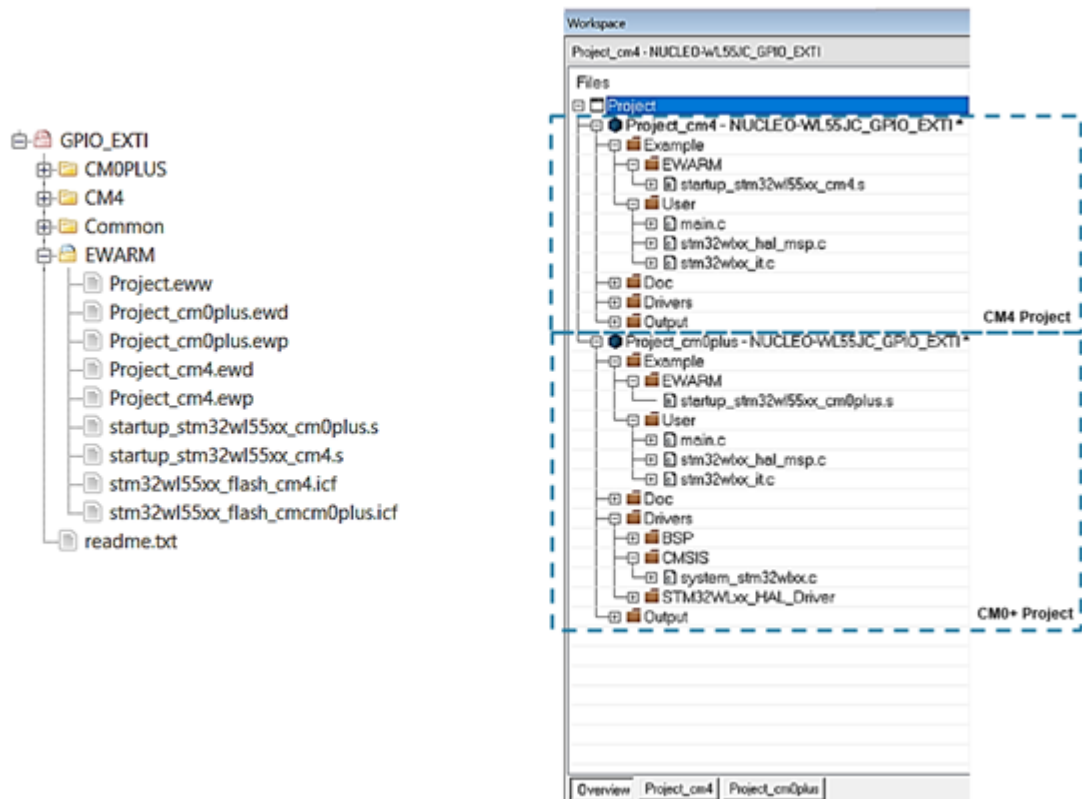 GPIO_EXTI
CM0PLUS
CM4
Common
EWARM
Project.eww
Project_cm0plus.ewd
Project_cm0plus.ewp
Project_cm4.ewd
Project_cm4.ewp
startup_stm32wl55xx_cm0plus.s
startup_stm32wl55xx_cm4.s
stm32wl55xx_flash_cm4.icf
stm32wl55xx_flash_cmcm0plus.icf
readme.txt
Workspace
Project_cm4 - NUCLEO-WL55JC_GPIO_EXTI
Files
Project
Project_cm4 - NUCLEO-WL55JC_GPIO_EXTI *
Example
EWARM
startup_stm32wl55xx_cm4.s
User
main.c
stm32wlxx_hal_msp.c
stm32wlxx_it.c
Doc
Drivers
Output
CM4 Project
Project_cm0plus - NUCLEO-WL55JC_GPIO_EXTI *
Example
EWARM
startup_stm32wl55xx_cm0plus.s
User
main.c
stm32wlxx_hal_msp.c
stm32wlxx_it.c
Doc
Drivers
BSP
CMSIS
system_stm32wlxx.c
STM32WLxx_HAL_Driver
Output
CM0+ Project
Overview Project_cm4 Project_cm0plus